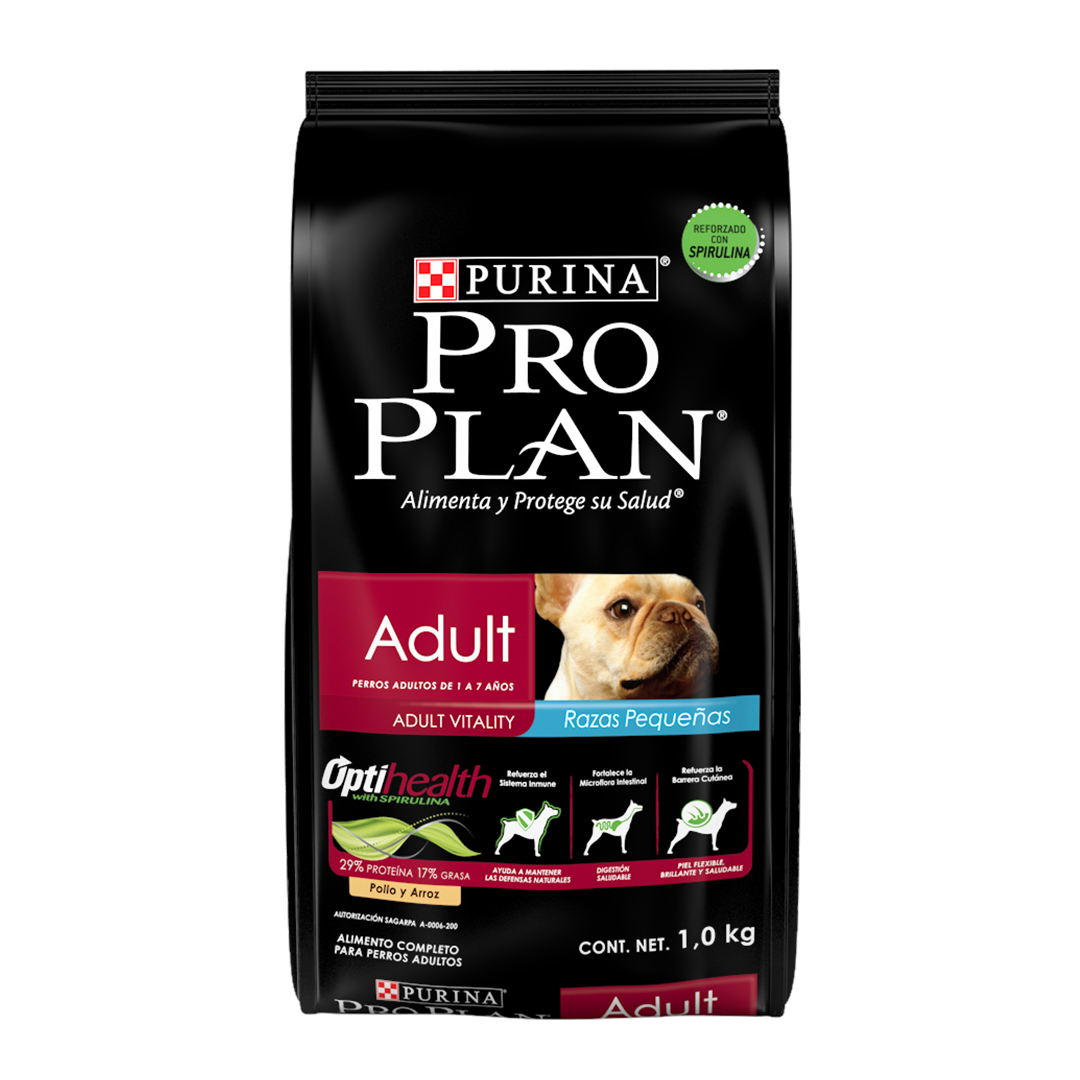 REFORZADO
CON
SPIRULINA
PURINA®
PRO
PLAN®
Alimenta y Protege su Salud®
Adult
PERROS ADULTOS DE 1 A 7 AÑOS
ADULT VITALITY
Razas Pequeñas
Optihealth
with SPIRULINA
Refuerza el
Sistema Inmune
Fortalece la
Microflora Intestinal
Refuerza la
Barrera Cutánea
29% PROTEÍNA 17% GRASA
AYUDA A MANTENER
LAS DEFENSAS NATURALES
DIGESTIÓN
SALUDABLE
PIEL FLEXIBLE,
BRILLANTE Y SALUDABLE
Pollo y Arroz
AUTORIZACIÓN SAGARPA A-0006-200
ALIMENTO COMPLETO
PARA PERROS ADULTOS
CONT. NET. 1,0 kg
PURINA
PRO PLAN
Adult